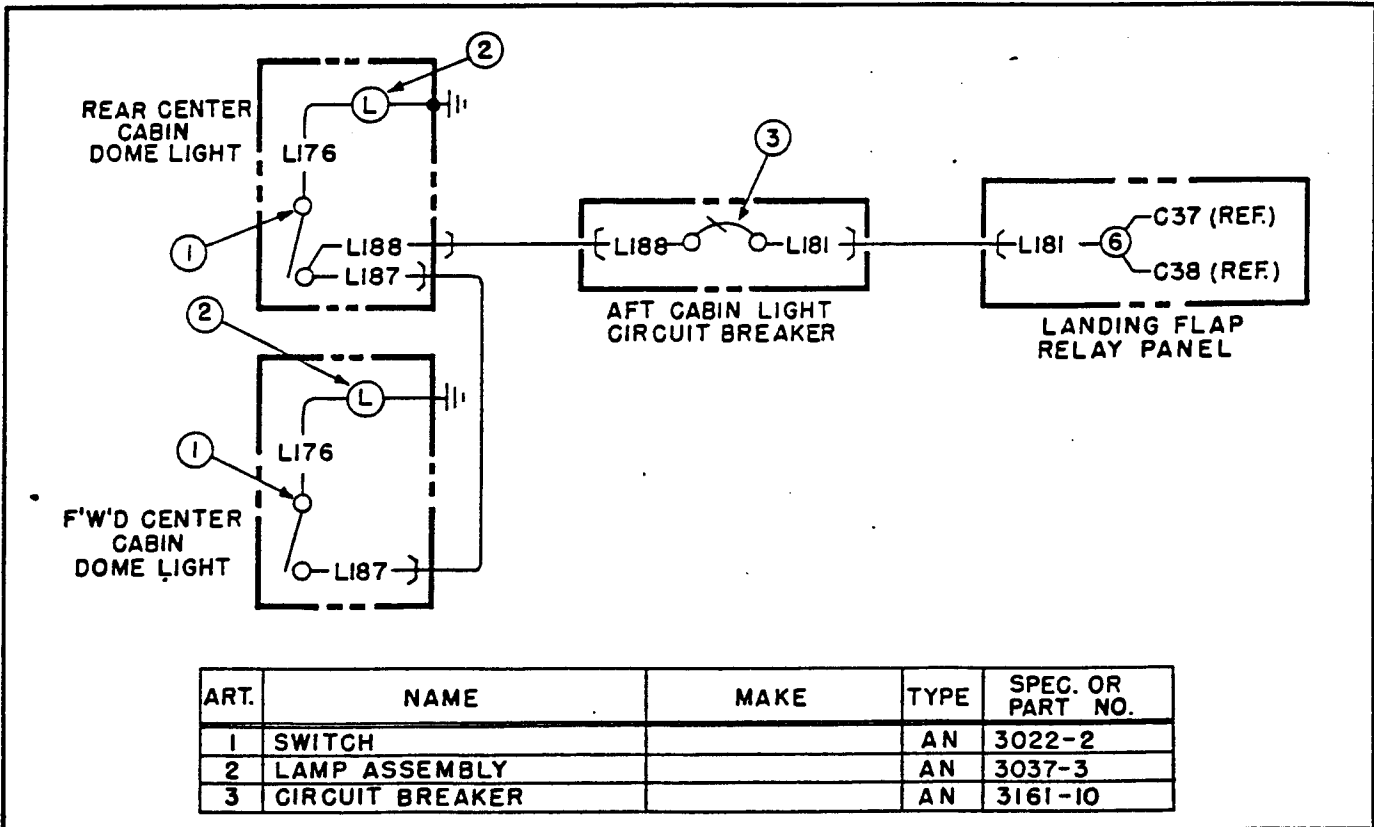 2
REAR CENTER
CABIN
DOME LIGHT
L
L176
1
L188
L187
3
L188
L181
AFT CABIN LIGHT
CIRCUIT BREAKER
L181
6
C37 (REF.)
C38 (REF.)
LANDING FLAP
RELAY PANEL
2
L
L176
1
F'W'D CENTER
CABIN
DOME LIGHT
L187
ART. NAME MAKE TYPE SPEC. OR PART NO.
1 SWITCH AN 3022-2
2 LAMP ASSEMBLY AN 3037-3
3 CIRCUIT BREAKER AN 3161-10